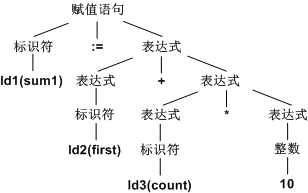 赋值语句
标识符 := 表达式
Id1(sum1) 表达式 + 表达式
标识符 表达式 * 表达式
Id2(first) 标识符 整数
Id3(count) 10